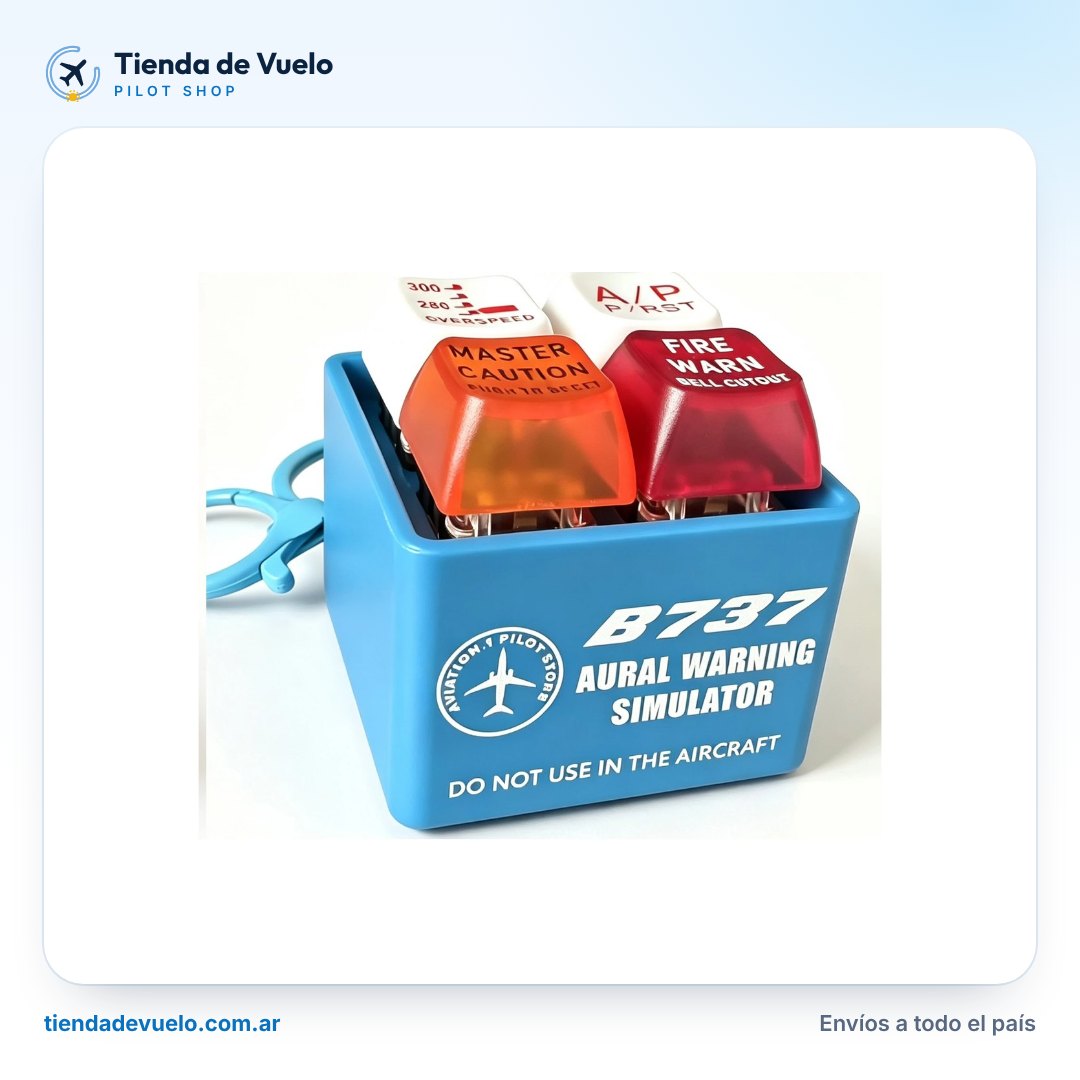 Tienda de Vuelo
PILOT SHOP
300
280
OVERSPEED
A/P
P/RST
MASTER
CAUTION
FIRE
WARN
BELL CUTOUT
B737
AURAL WARNING
SIMULATOR
AVIATION.1 PILOT STORE
DO NOT USE IN THE AIRCRAFT
tiendadevuelo.com.ar
Envíos a todo el país